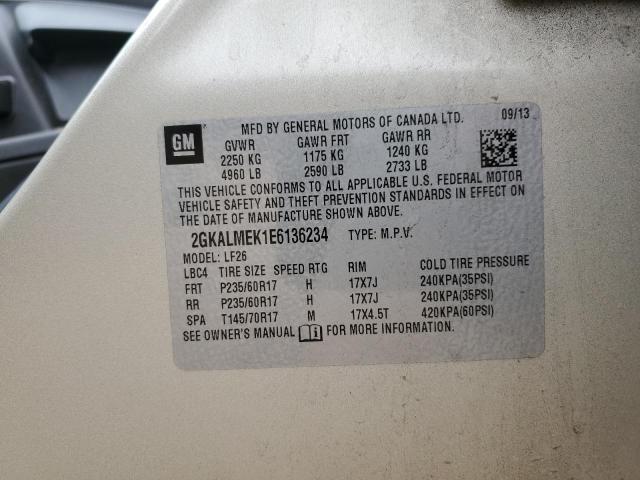 GM
MFD BY GENERAL MOTORS OF CANADA LTD. 09/13
GVWR GAWR FRT GAWR RR
2250 KG 1175 KG 1240 KG
4960 LB 2590 LB 2733 LB
THIS VEHICLE CONFORMS TO ALL APPLICABLE U.S. FEDERAL MOTOR
VEHICLE SAFETY AND THEFT PREVENTION STANDARDS IN EFFECT ON
THE DATE OF MANUFACTURE SHOWN ABOVE.
2GKALMEK1E6136234 TYPE: M.P.V.
MODEL: LF26
LBC4 TIRE SIZE SPEED RTG RIM COLD TIRE PRESSURE
FRT P235/60R17 H 17X7J 240KPA(35PSI)
RR P235/60R17 H 17X7J 240KPA(35PSI)
SPA T145/70R17 M 17X4.5T 420KPA(60PSI)
SEE OWNER'S MANUAL FOR MORE INFORMATION.